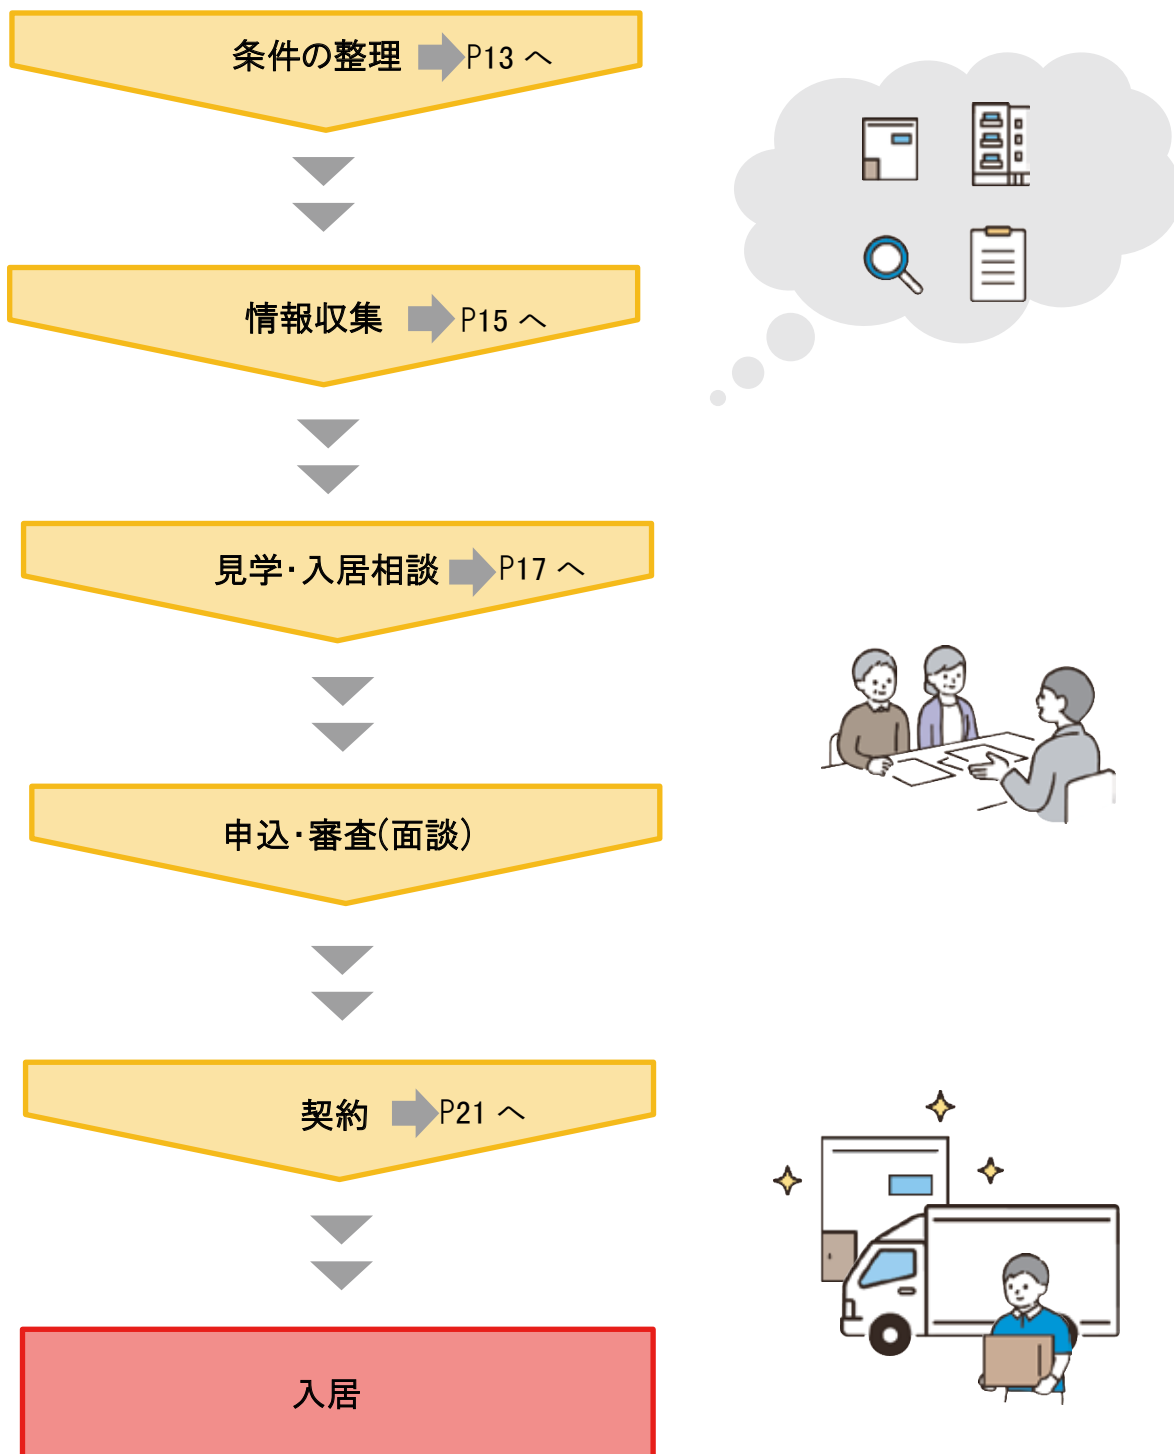 条件の整理 P13 へ
情報収集 P15 へ
見学・入居相談 P17 へ
申込・審査(面談)
契約 P21 へ
入居